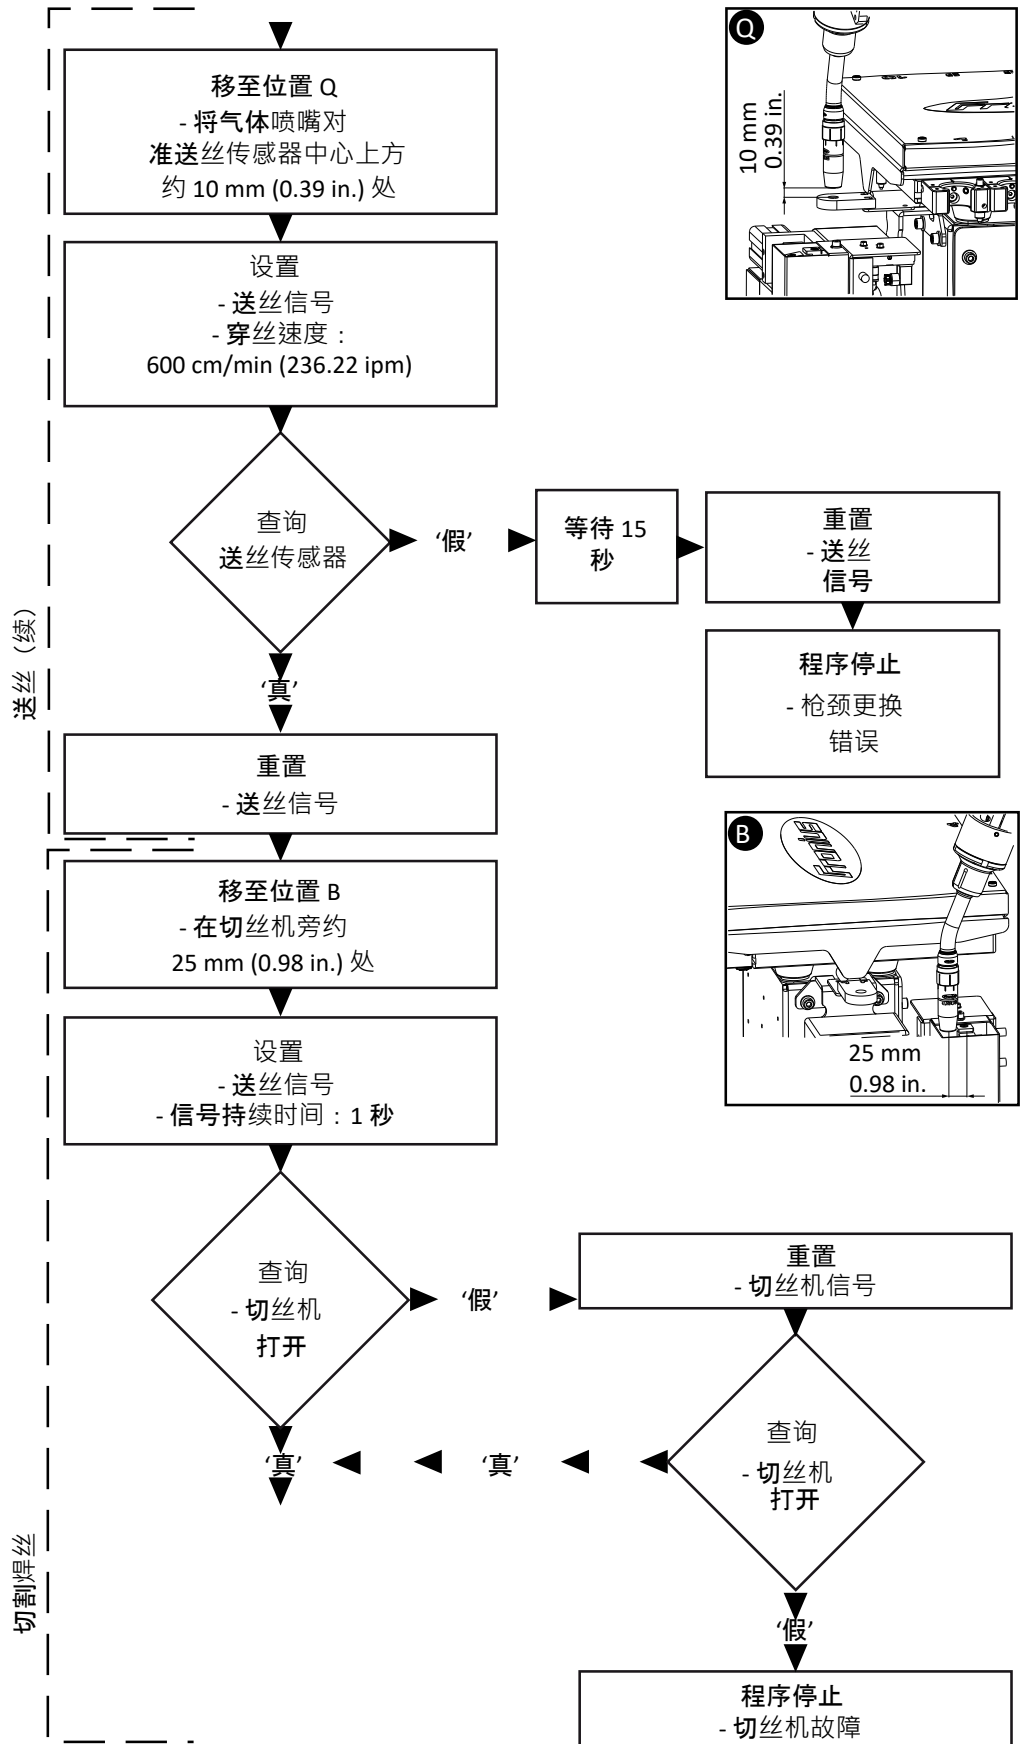 移至位置 Q
- 将气体喷嘴对
准送丝传感器中心上方
约 10 mm (0.39 in.) 处
Q
10 mm
0.39 in.
设置
- 送丝信号
- 穿丝速度：
600 cm/min (236.22 ipm)
查询
送丝传感器
‘假’
等待 15
秒
重置
- 送丝
信号
程序停止
- 枪颈更换
错误
‘真’
重置
- 送丝信号
送丝（续）
移至位置 B
- 在切丝机旁约
25 mm (0.98 in.) 处
B
Fronius
25 mm
0.98 in.
设置
- 送丝信号
- 信号持续时间：1 秒
查询
- 切丝机
打开
‘假’
重置
- 切丝机信号
查询
- 切丝机
打开
‘真’
‘真’
‘假’
程序停止
- 切丝机故障
切割焊丝